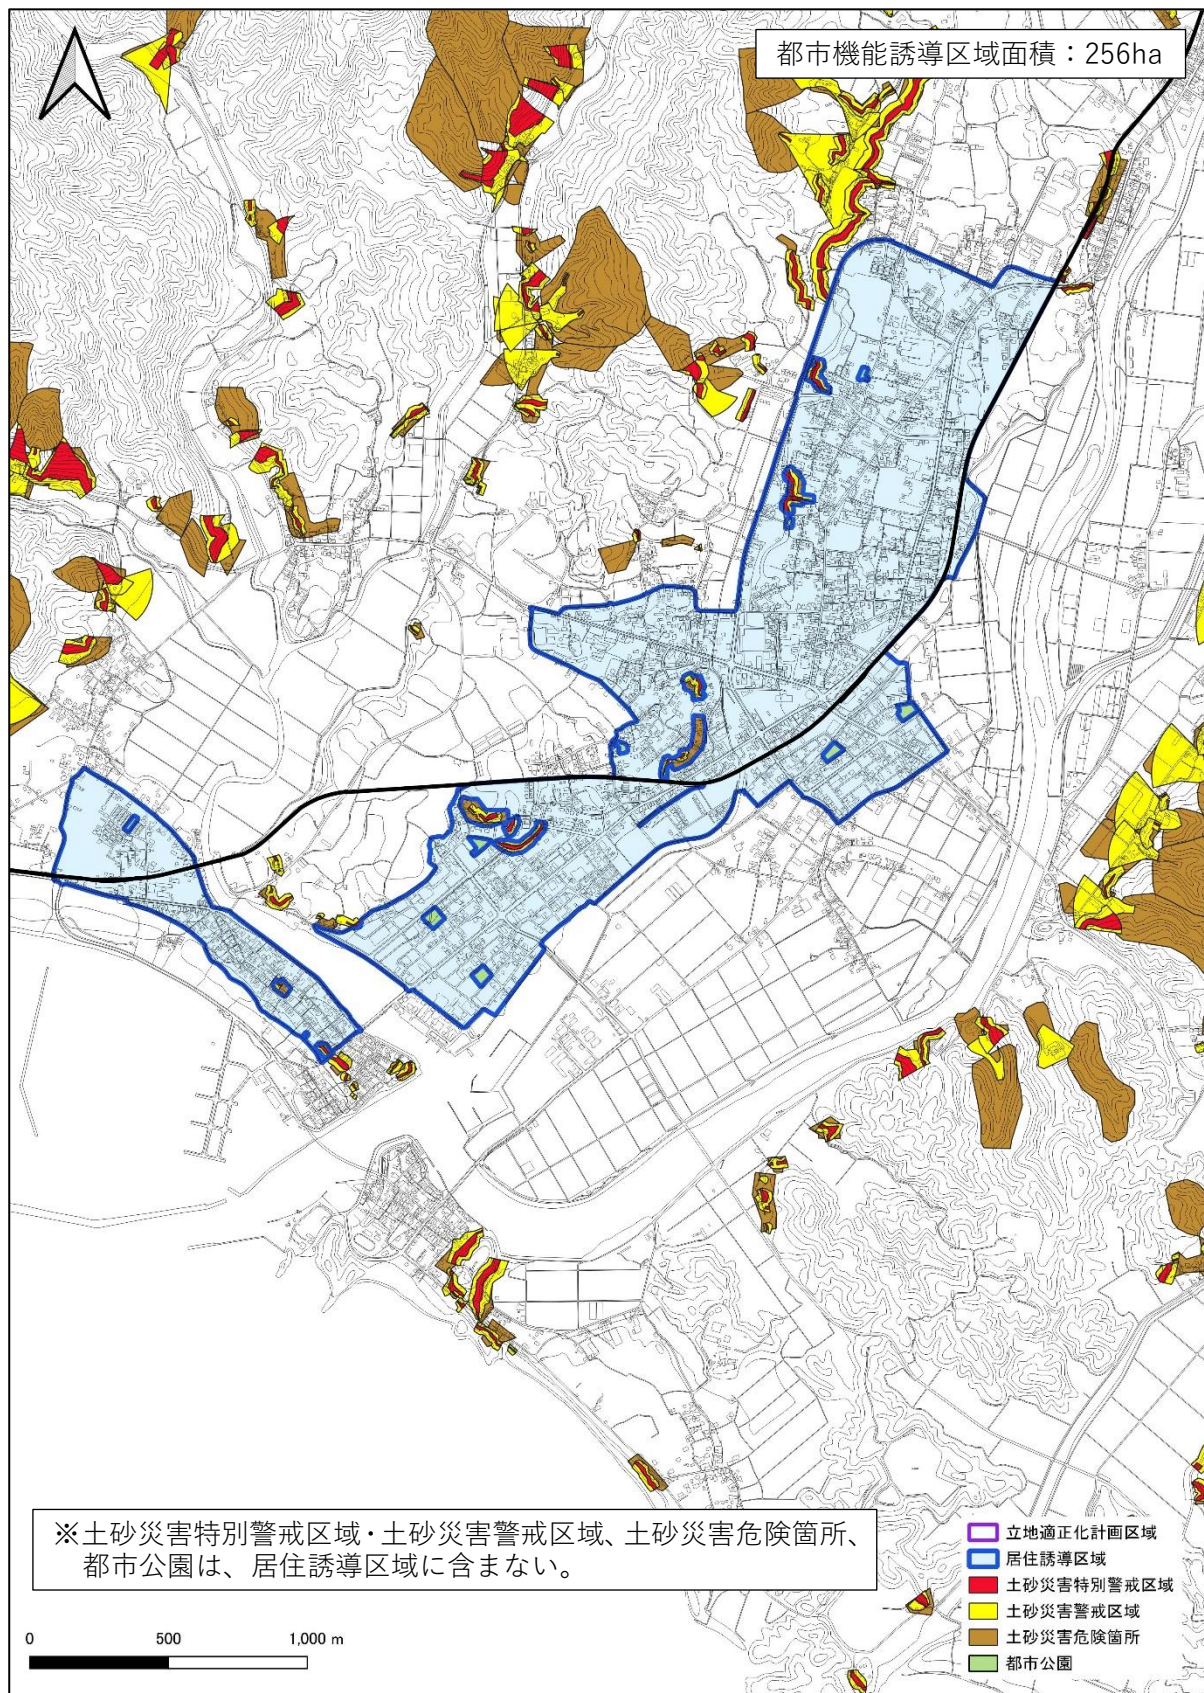 都市機能誘導区域面積：256ha
※土砂災害特別警戒区域・土砂災害警戒区域、土砂災害危険箇所、
都市公園は、居住誘導区域に含まない。
立地適正化計画区域
居住誘導区域
土砂災害特別警戒区域
土砂災害警戒区域
土砂災害危険箇所
都市公園
0 500 1,000 m